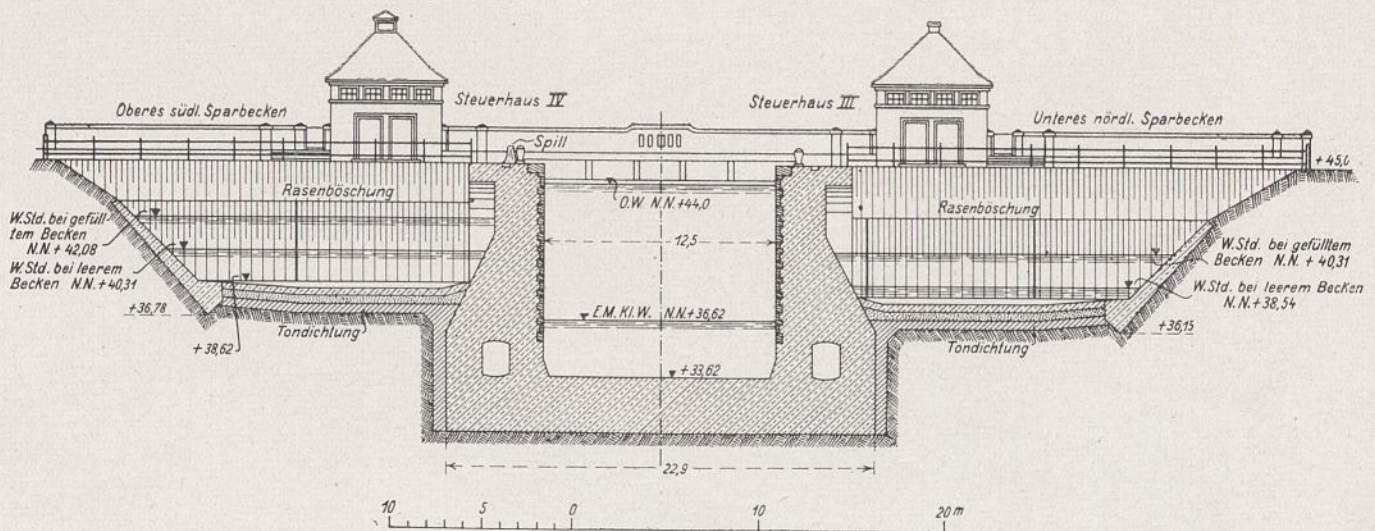 Oberes südl. Sparbecken
Steuerhaus IV
Steuerhaus III
Unteres nördl. Sparbecken
Spill
+ 45,0
Rasenböschung
Rasenböschung
O.W. N.N.+44,0
W.Std. bei gefüll-
tem Becken
N.N.+ 42,08
W.Std. bei leerem
Becken N.N.+40,31
12,5
W.Std. bei gefülltem
Becken N.N. + 40,31
W.Std. bei leerem Becken
N.N.+38,54
+36,78
E.M.Kl.W. N.N.+36,62
+36,15
Tondichtung
Tondichtung
+38,62
+33,62
22,9
10 5 0 10 20 m